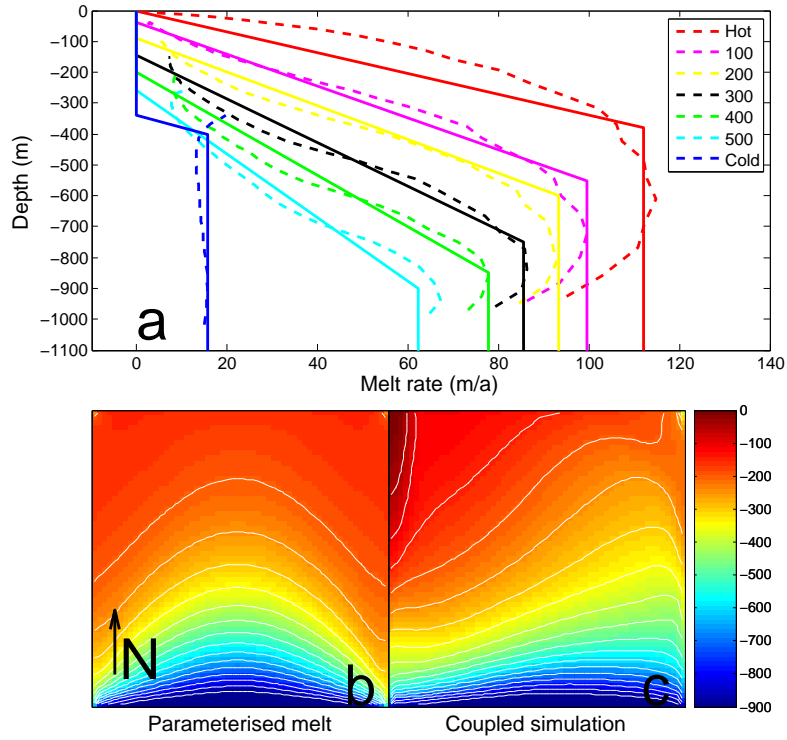 0
−100
−200
−300
−400
−500
−600
−700
−800
−900
−1000
−1100
Depth (m)
−20 0 20 40 60 80 100 120 140
Melt rate (m/a)
Hot
100
200
300
400
500
Cold
a
N
b
c
0
−100
−200
−300
−400
−500
−600
−700
−800
−900
Parameterised melt
Coupled simulation